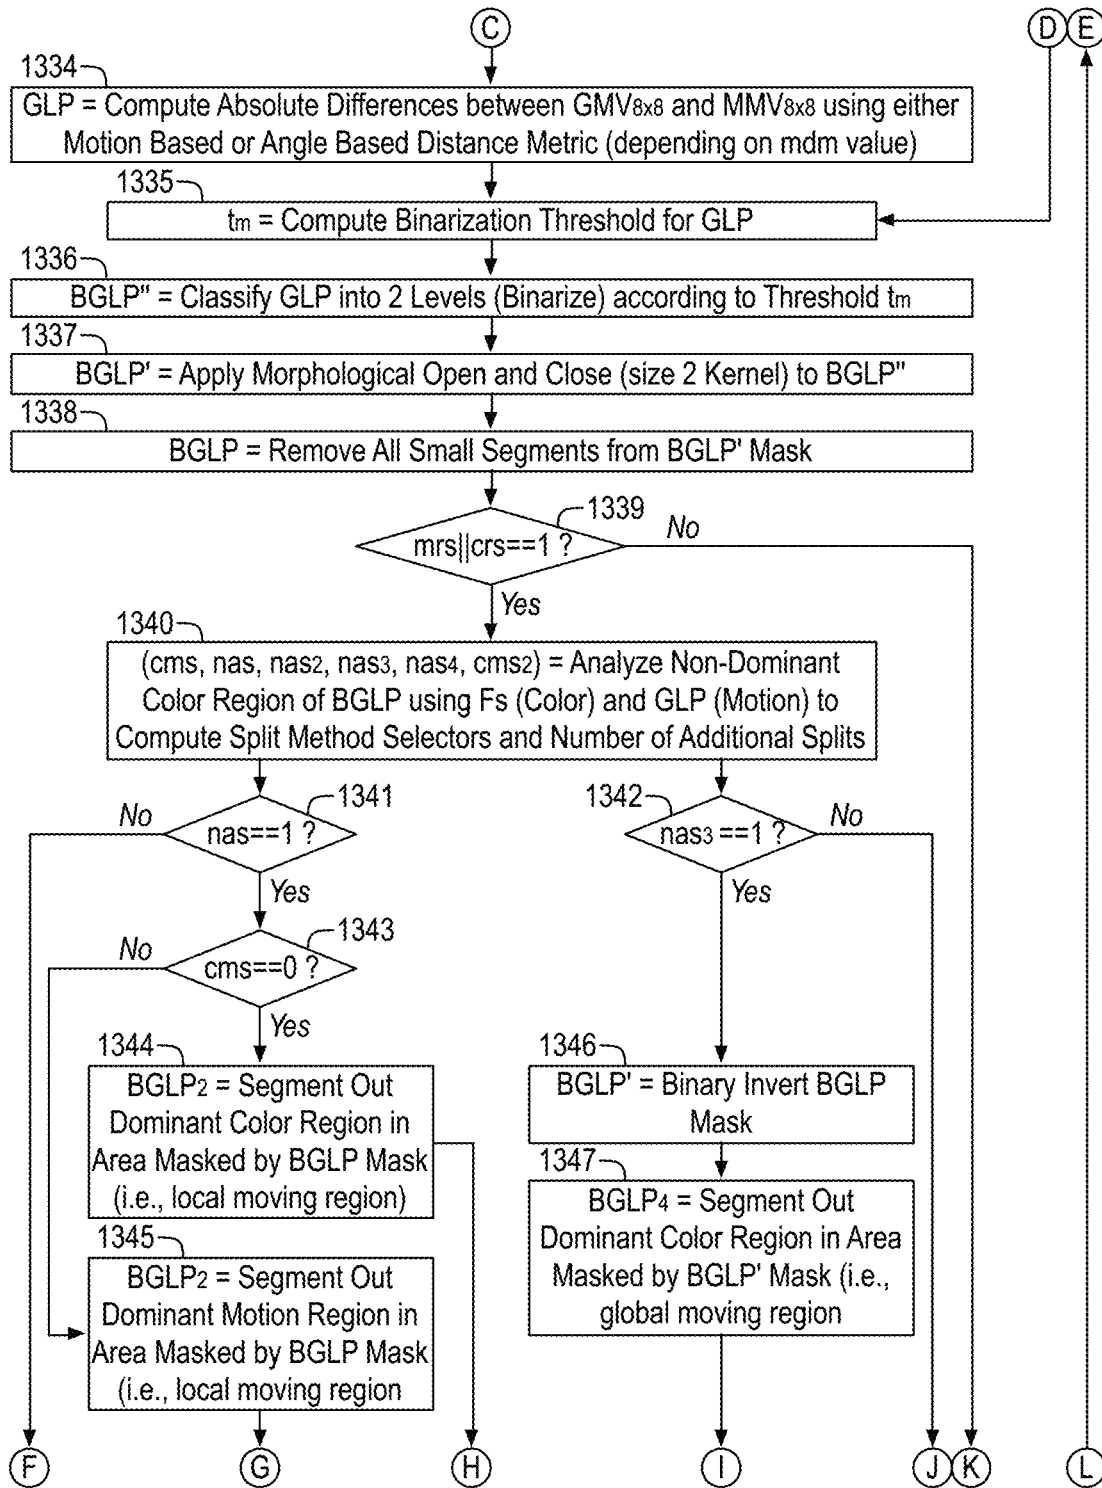 C
D
E
1334
GLP = Compute Absolute Differences between GMV8x8 and MMV8x8 using either
Motion Based or Angle Based Distance Metric (depending on mdm value)
1335
tm = Compute Binarization Threshold for GLP
1336
BGLP" = Classify GLP into 2 Levels (Binarize) according to Threshold tm
1337
BGLP' = Apply Morphological Open and Close (size 2 Kernel) to BGLP"
1338
BGLP = Remove All Small Segments from BGLP' Mask
1339
mrs||crs==1 ?
No
Yes
1340
(cms, nas, nas2, nas3, nas4, cms2) = Analyze Non-Dominant
Color Region of BGLP using Fs (Color) and GLP (Motion) to
Compute Split Method Selectors and Number of Additional Splits
1341
nas==1 ?
No
Yes
1342
nas3 ==1 ?
No
Yes
1343
cms==0 ?
No
Yes
1344
BGLP2 = Segment Out
Dominant Color Region in
Area Masked by BGLP Mask
(i.e., local moving region)
1345
BGLP2 = Segment Out
Dominant Motion Region in
Area Masked by BGLP Mask
(i.e., local moving region
1346
BGLP' = Binary Invert BGLP
Mask
1347
BGLP4 = Segment Out
Dominant Color Region in Area
Masked by BGLP' Mask (i.e.,
global moving region
F
G
H
I
J
K
L